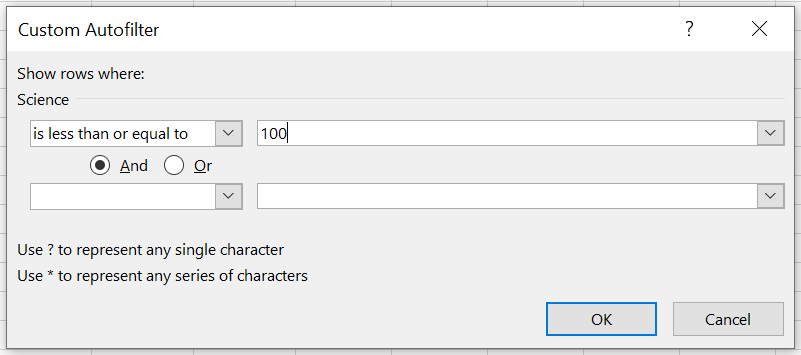 Custom Autofilter ?
Show rows where:
Science
is less than or equal to 100
And Or
Use ? to represent any single character
Use * to represent any series of characters
OK Cancel